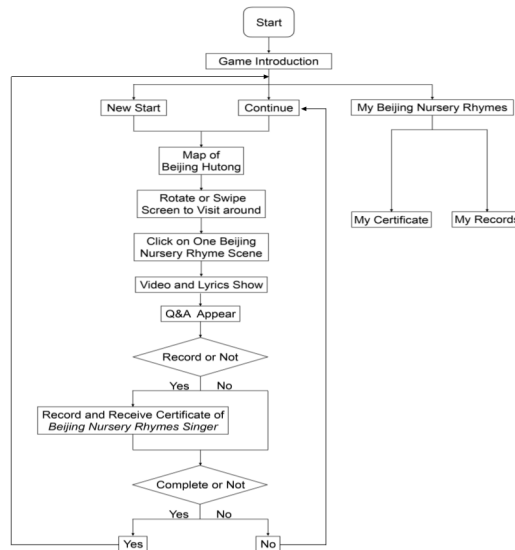 Start
Game Introduction
New Start
Continue
My Beijing Nursery Rhymes
Map of
Beijing Hutong
Rotate or Swipe
Screen to Visit around
My Certificate
My Records
Click on One Beijing
Nursery Rhyme Scene
Video and Lyrics Show
Q&A Appear
Record or Not
Yes
No
Record and Receive Certificate of
Beijing Nursery Rhymes Singer
Complete or Not
Yes
No
Yes
No